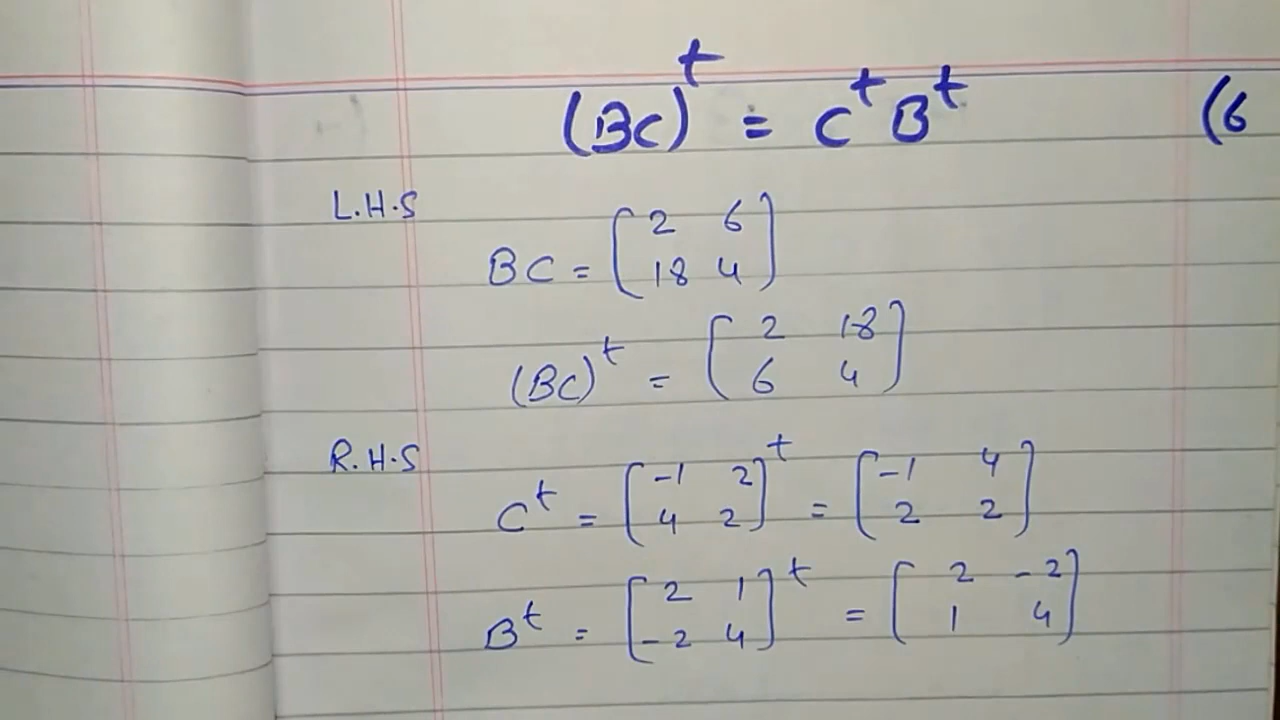 (BC)^t = C^t B^t (6
L.H.S
BC = [2 6
18 4]
(BC)^t = [2 18
6 4]
R.H.S
C^t = [-1 2
4 2]^t = [-1 4
2 2]
B^t = [2 1
-2 4]^t = [2 -2
1 4]